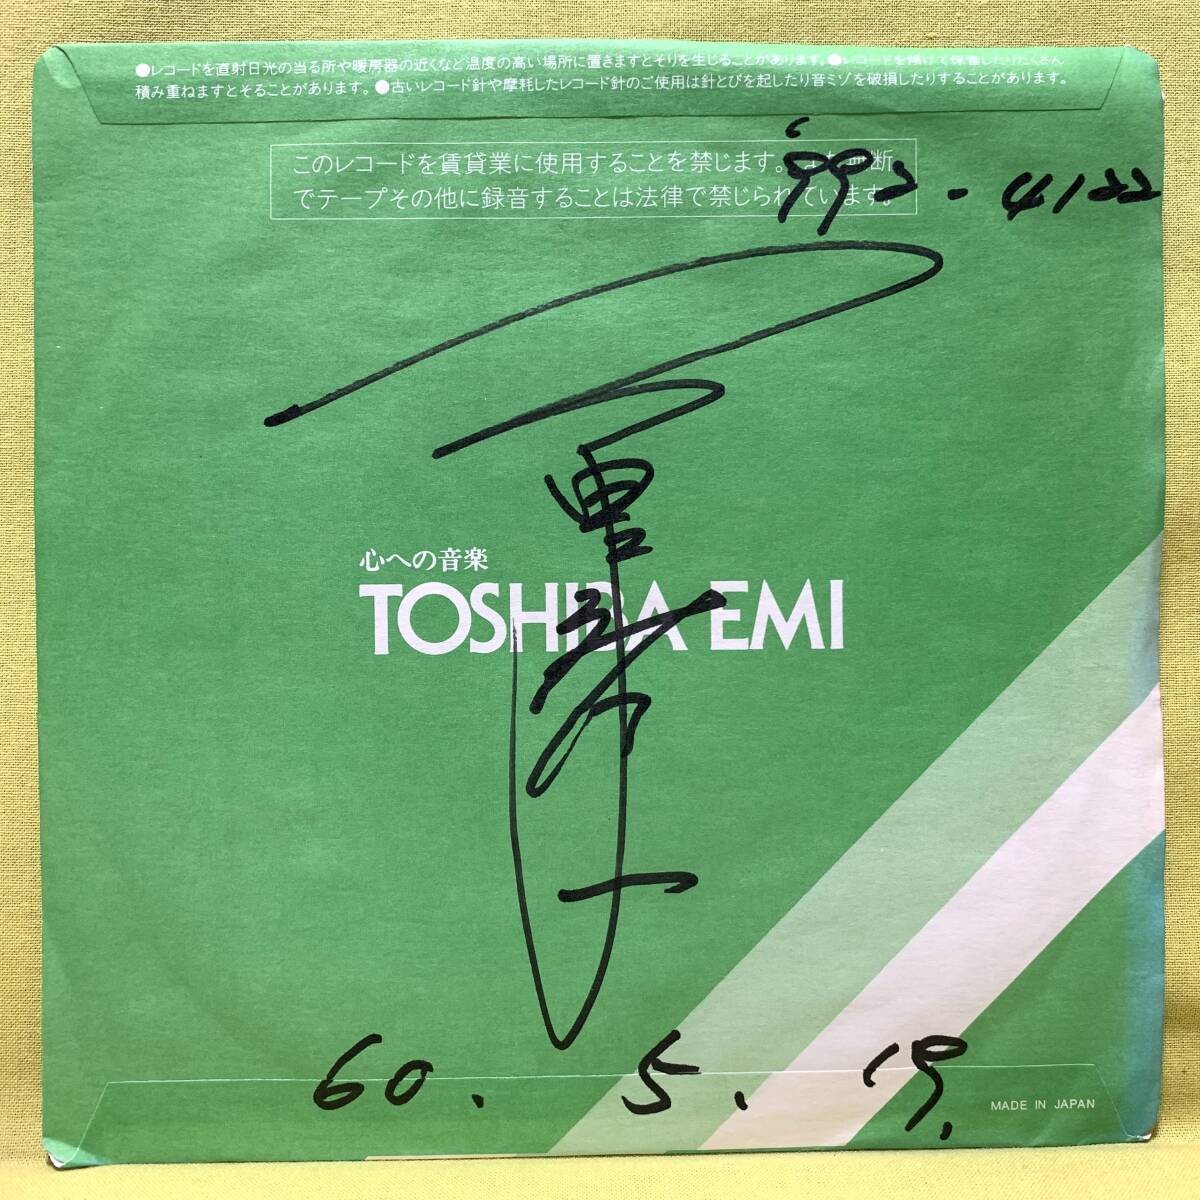 ●レコードを直射日光の当る所や暖房器の近くなど温度の高い場所に置きますとそりを生じることがあります。●レコードを傾けて保管したりたくさん
積み重ねますとそることがあります。●古いレコード針や摩耗したレコード針のご使用は針とびを起したり音ミゾを破損したりすることがあります。
このレコードを賃貸業に使用することを禁じます。また無断
でテープその他に録音することは法律で禁じられています。
992-4122
心への音楽
TOSHIBA EMI
60. 5. 19.
MADE IN JAPAN